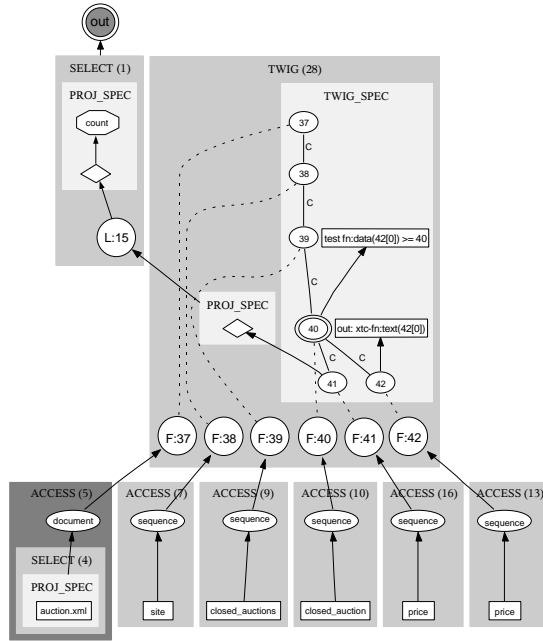 out
SELECT (1)
TWIG (28)
PROJ_SPEC
TWIG_SPEC
count
37
C
38
C
L:15
39
test fn:data(42[0]) >= 40
C
PROJ_SPEC
40
out: xtc-fn:text(42[0])
C
C
41
42
F:37
F:38
F:39
F:40
F:41
F:42
ACCESS (5)
ACCESS (7)
ACCESS (9)
ACCESS (10)
ACCESS (16)
ACCESS (13)
document
sequence
sequence
sequence
sequence
sequence
SELECT (4)
PROJ_SPEC
auction.xml
site
closed_auctions
closed_auction
price
price